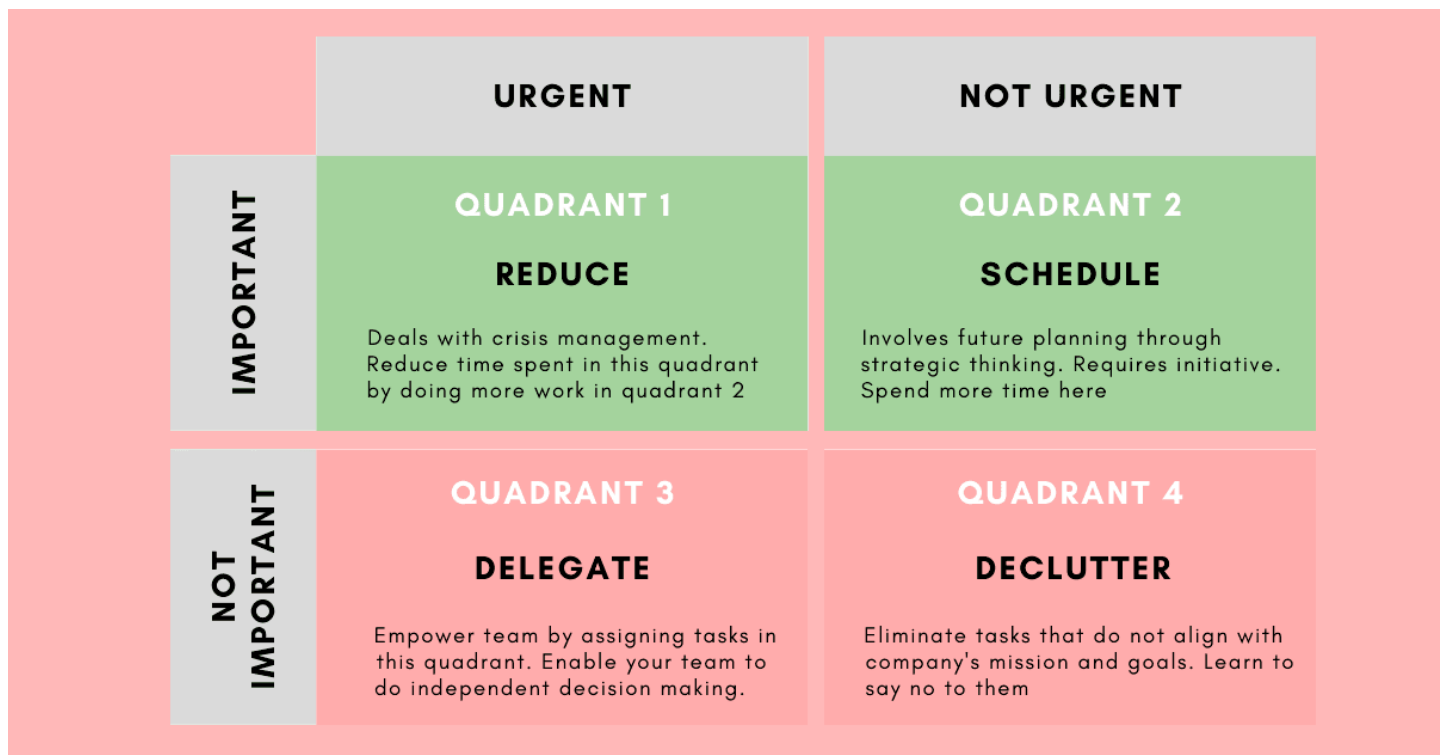 URGENT
NOT URGENT
IMPORTANT
QUADRANT 1
REDUCE
Deals with crisis management.
Reduce time spent in this quadrant
by doing more work in quadrant 2
QUADRANT 2
SCHEDULE
Involves future planning through
strategic thinking. Requires initiative.
Spend more time here
NOT
IMPORTANT
QUADRANT 3
DELEGATE
Empower team by assigning tasks in
this quadrant. Enable your team to
do independent decision making.
QUADRANT 4
DECLUTTER
Eliminate tasks that do not align with
company's mission and goals. Learn to
say no to them